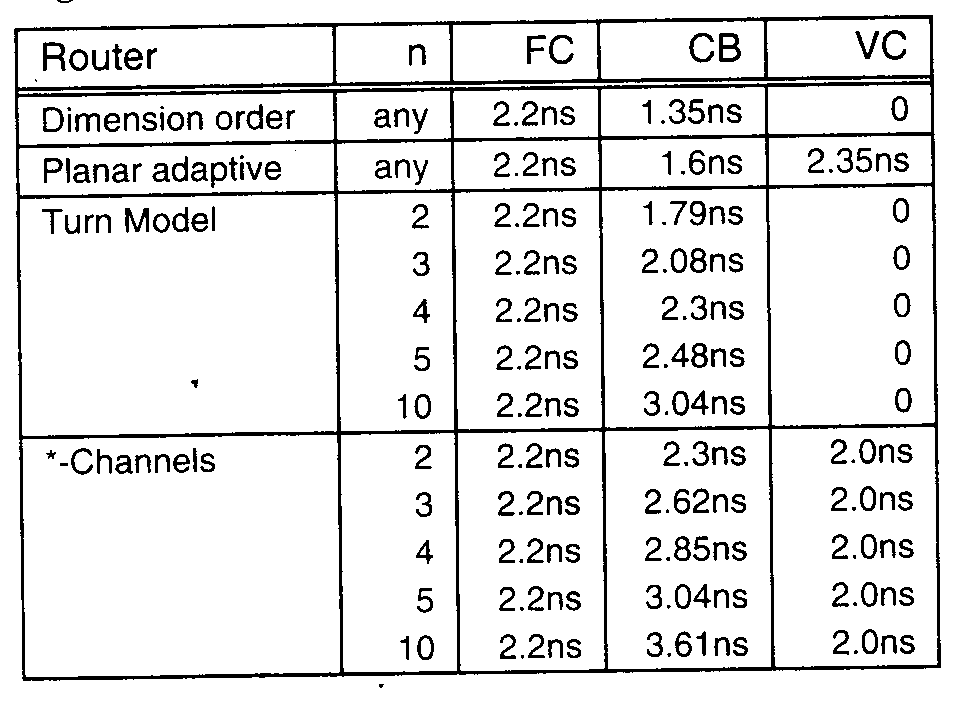 Router n FC CB VC
Dimension order any 2.2ns 1.35ns 0
Planar adaptive any 2.2ns 1.6ns 2.35ns
Turn Model 2 2.2ns 1.79ns 0
3 2.2ns 2.08ns 0
4 2.2ns 2.3ns 0
5 2.2ns 2.48ns 0
10 2.2ns 3.04ns 0
*-Channels 2 2.2ns 2.3ns 2.0ns
3 2.2ns 2.62ns 2.0ns
4 2.2ns 2.85ns 2.0ns
5 2.2ns 3.04ns 2.0ns
10 2.2ns 3.61ns 2.0ns